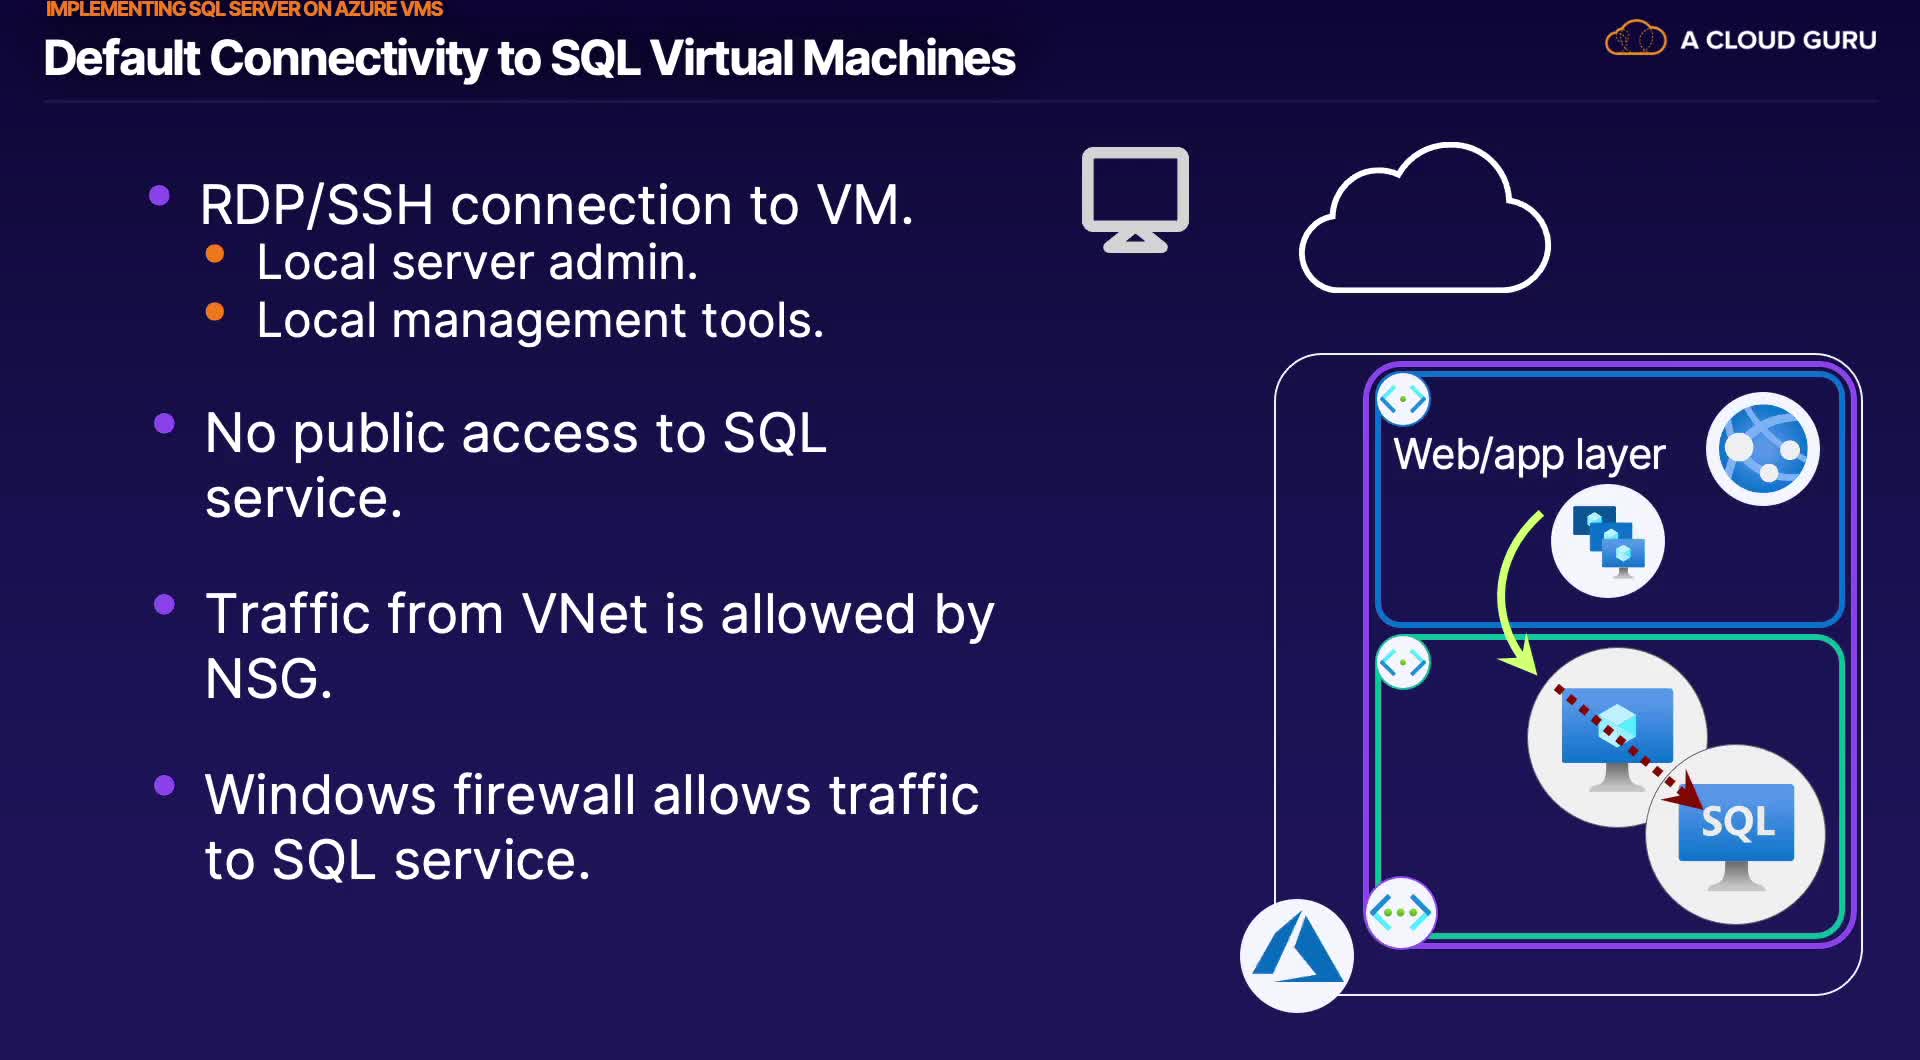 IMPLEMENTING SQL SERVER ON AZURE VMS
Default Connectivity to SQL Virtual Machines
A CLOUD GURU
RDP/SSH connection to VM.
Local server admin.
Local management tools.
No public access to SQL
service.
Traffic from VNet is allowed by
NSG.
Windows firewall allows traffic
to SQL service.
Web/app layer
SQL